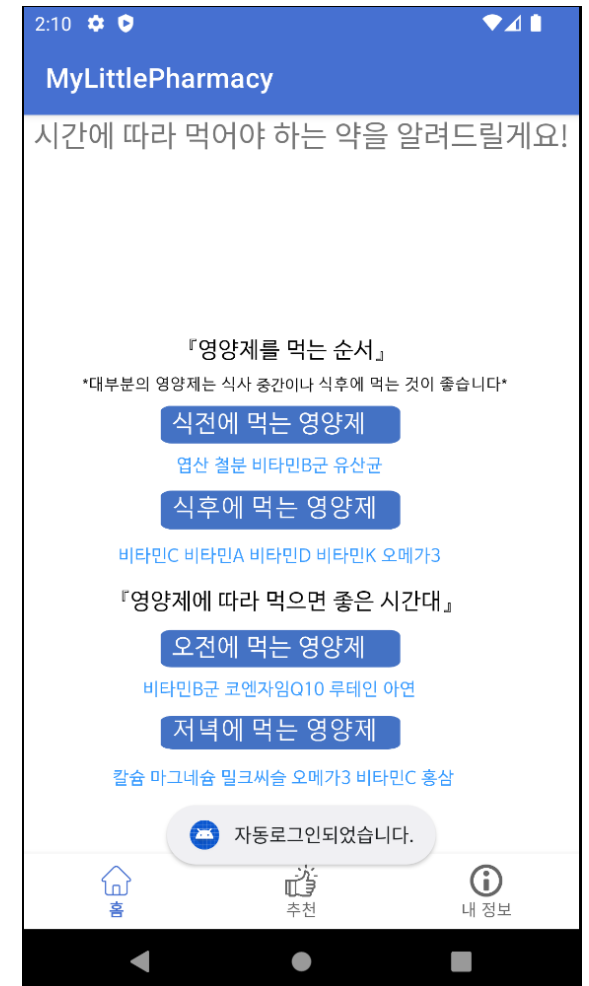 2:10
MyLittlePharmacy
시간에 따라 먹어야 하는 약을 알려드릴게요!
『영양제를 먹는 순서』
*대부분의 영양제는 식사 중간이나 식후에 먹는 것이 좋습니다*
식전에 먹는 영양제
엽산 철분 비타민B군 유산균
식후에 먹는 영양제
비타민C 비타민A 비타민D 비타민K 오메가3
『영양제에 따라 먹으면 좋은 시간대』
오전에 먹는 영양제
비타민B군 코엔자임Q10 루테인 아연
저녁에 먹는 영양제
칼슘 마그네슘 밀크씨슬 오메가3 비타민C 홍삼
자동로그인되었습니다.
홈 추천 내 정보